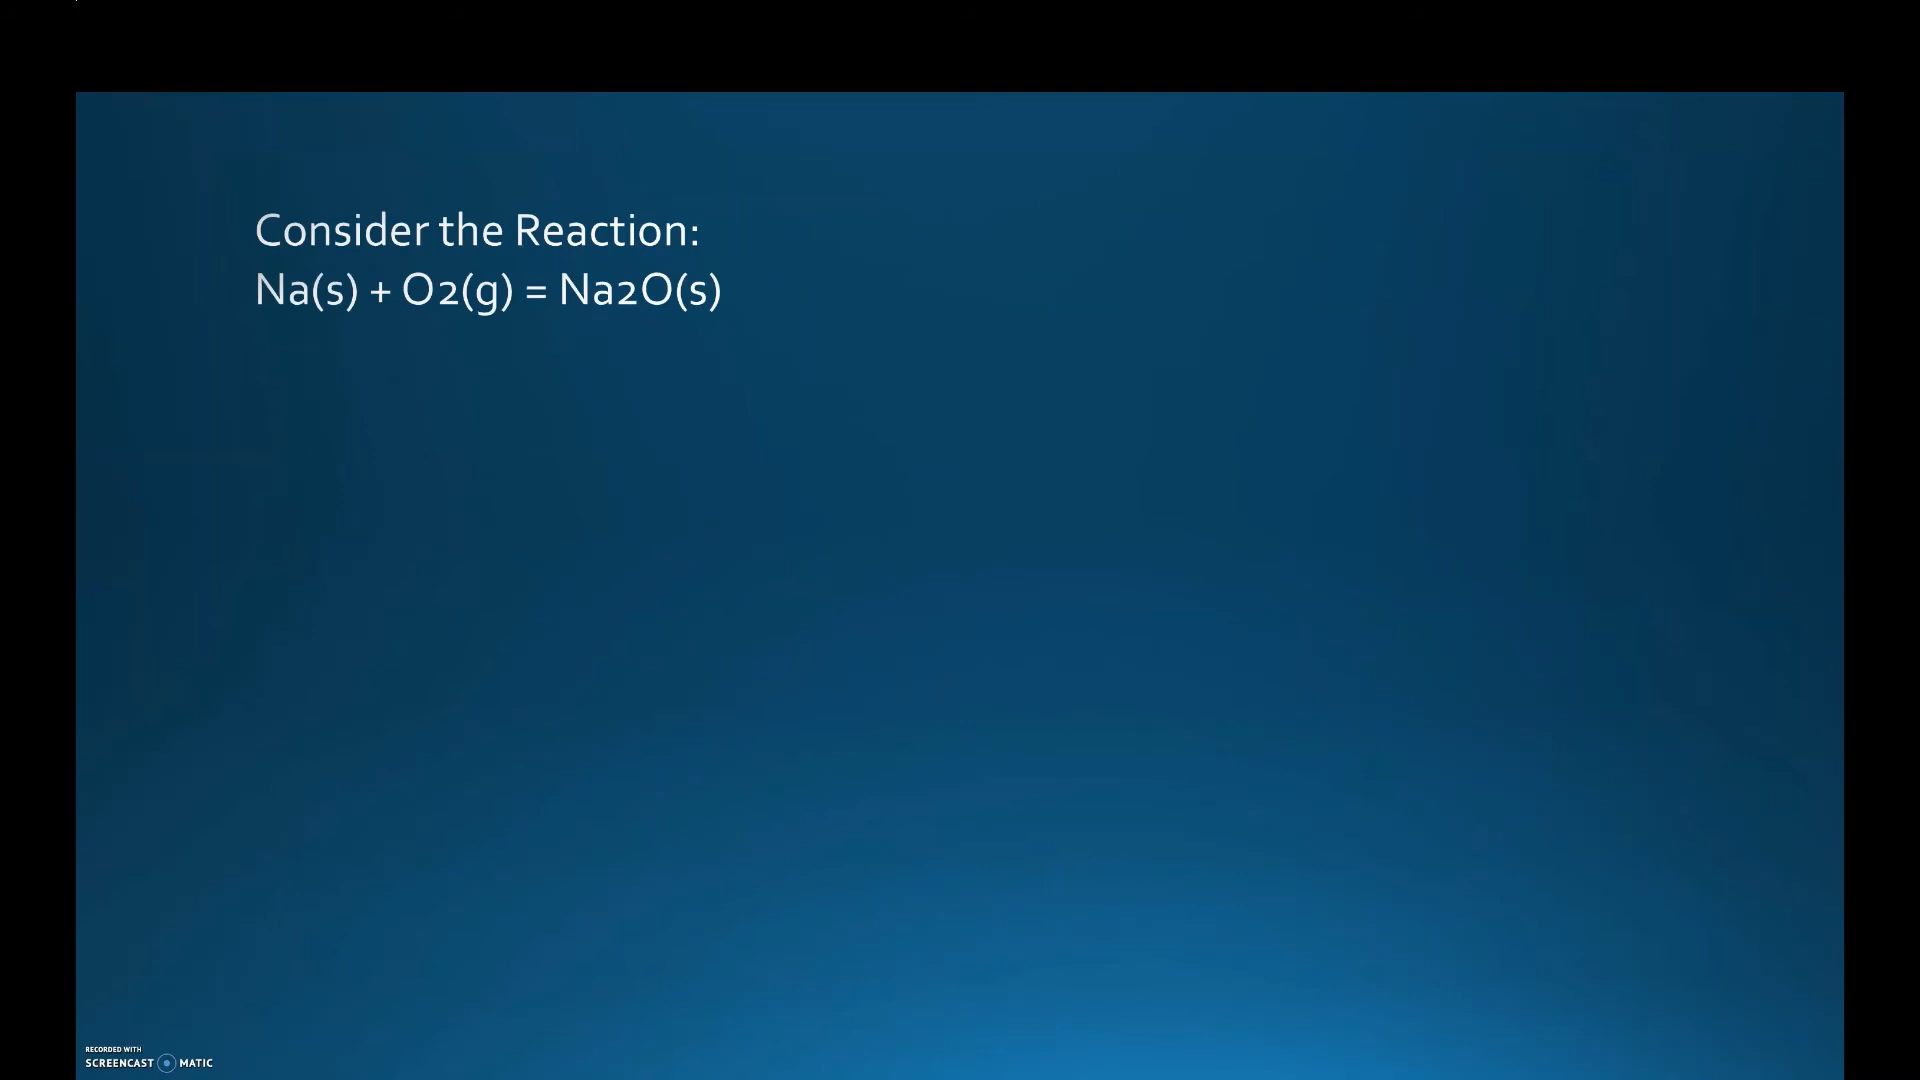 Consider the Reaction:
Na(s) + O2(g) = Na2O(s)
RECORDED WITH
SCREENCAST MATIC